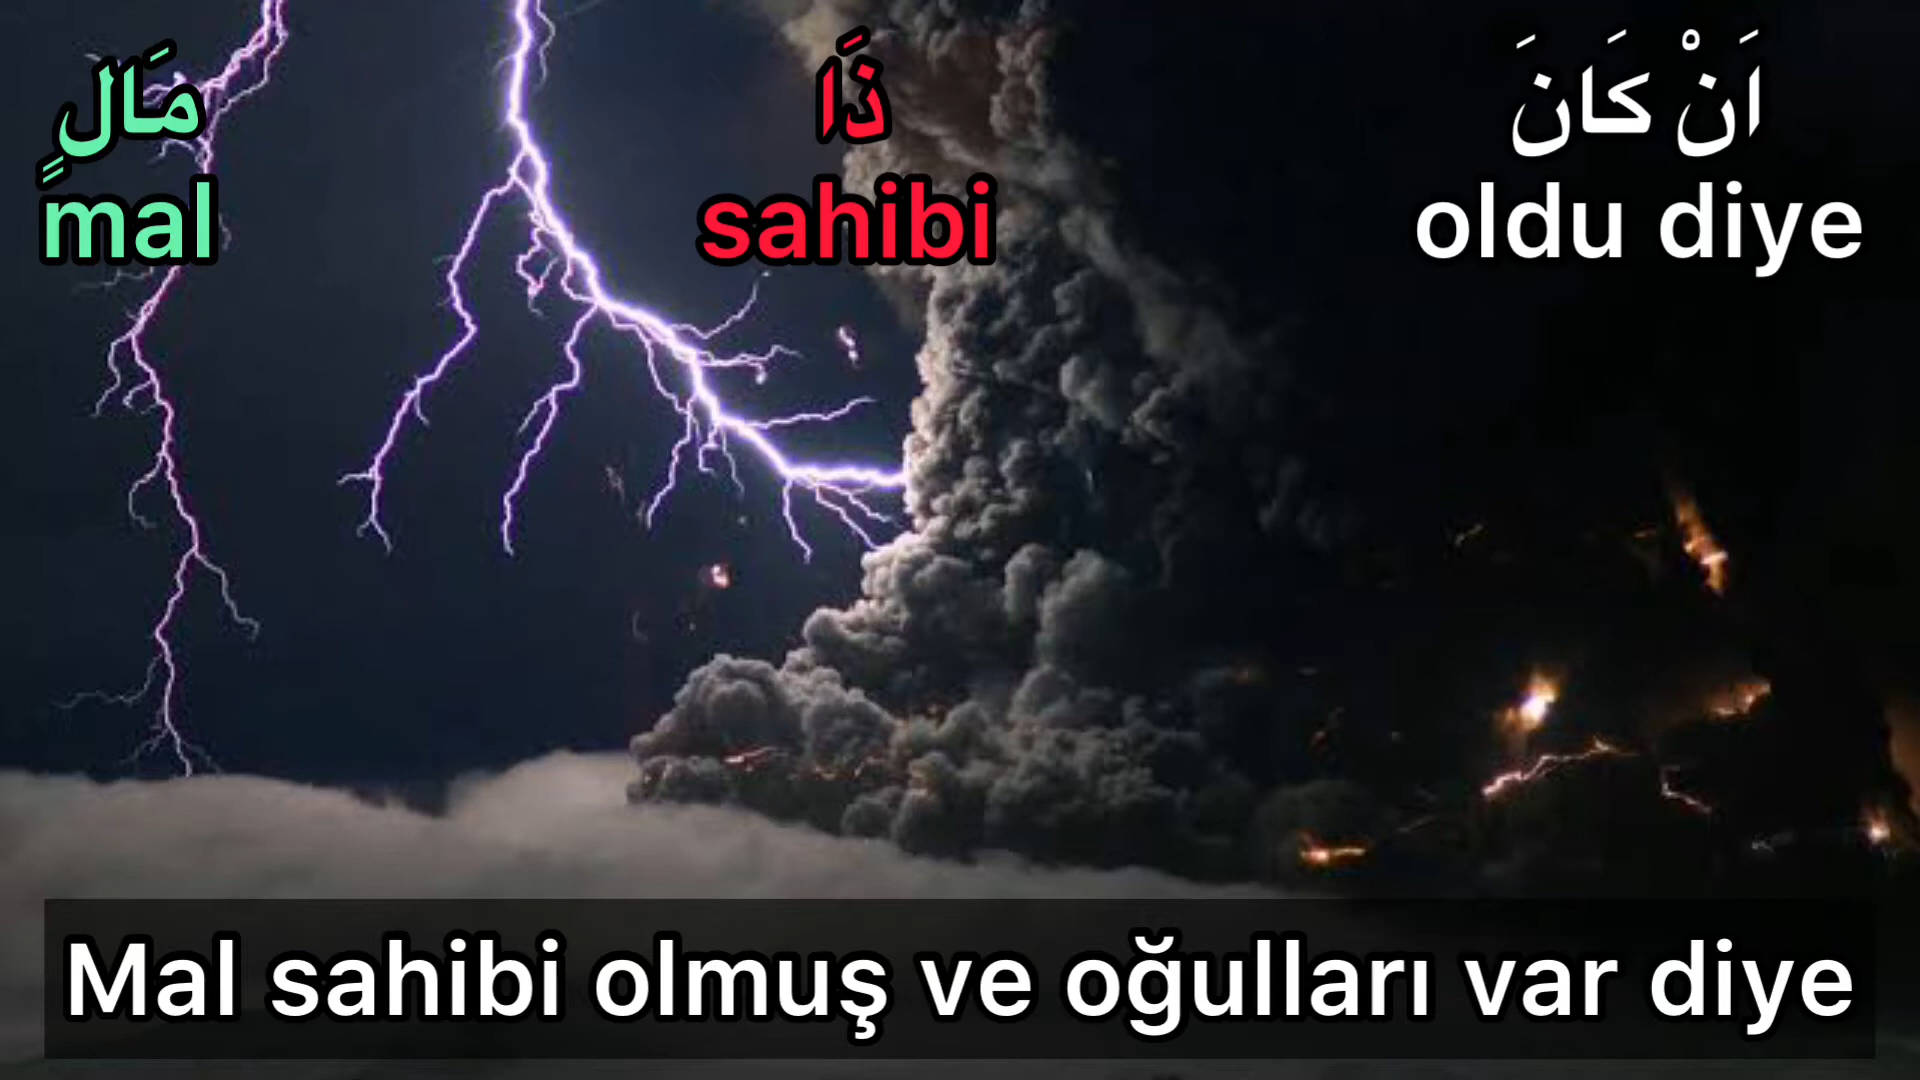 اَنْ كَانَ ذَا مَالٍ
oldu diye sahibi mal
Mal sahibi olmuş ve oğulları var diye